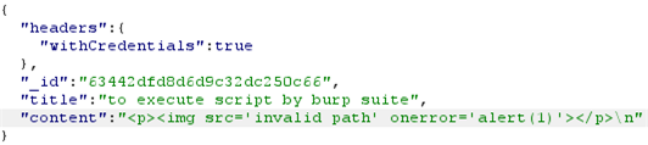 {
"headers":{
"withCredentials":true
},
"_id":"63442dfd8d6d9c32dc250c66",
"title":"to execute script by burp suite",
"content":"<p><img src='invalid path' onerror='alert(1)'></p>\n"
}